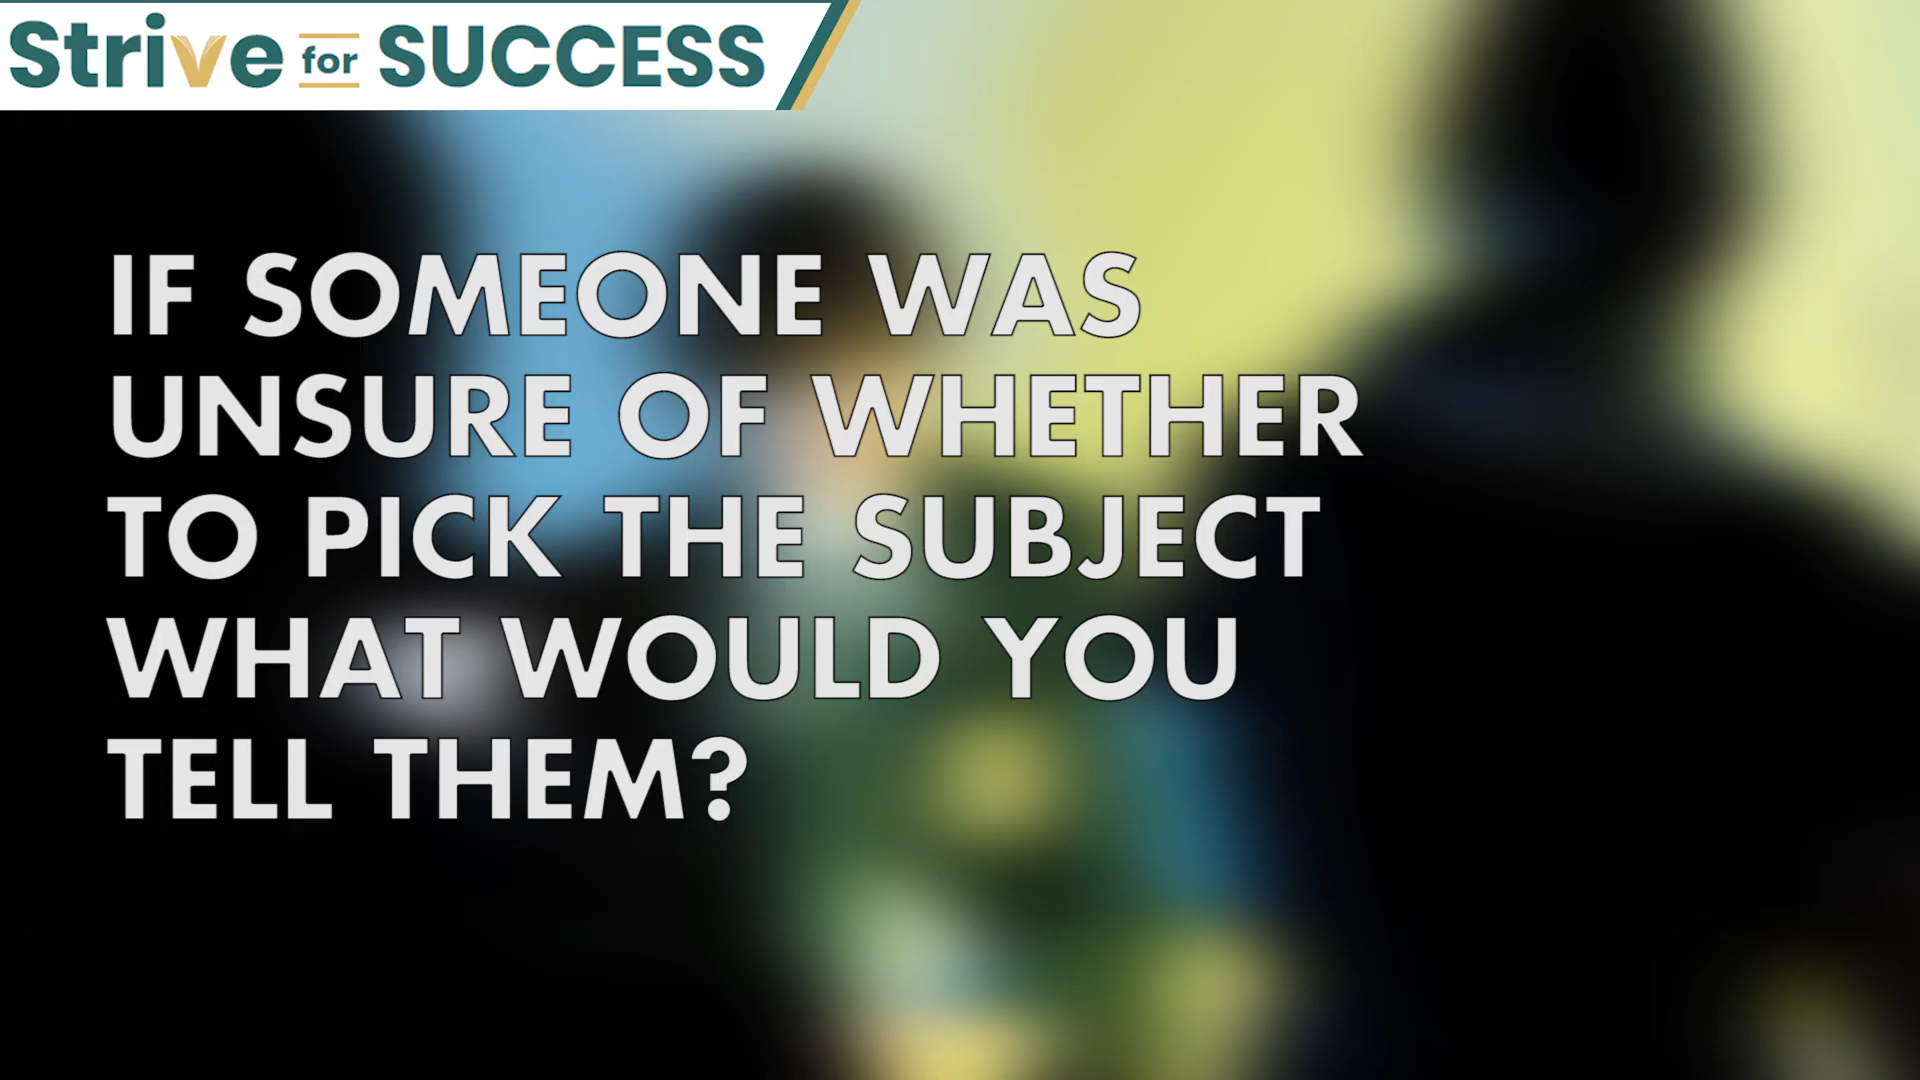 Strive for SUCCESS
IF SOMEONE WAS
UNSURE OF WHETHER
TO PICK THE SUBJECT
WHAT WOULD YOU
TELL THEM?